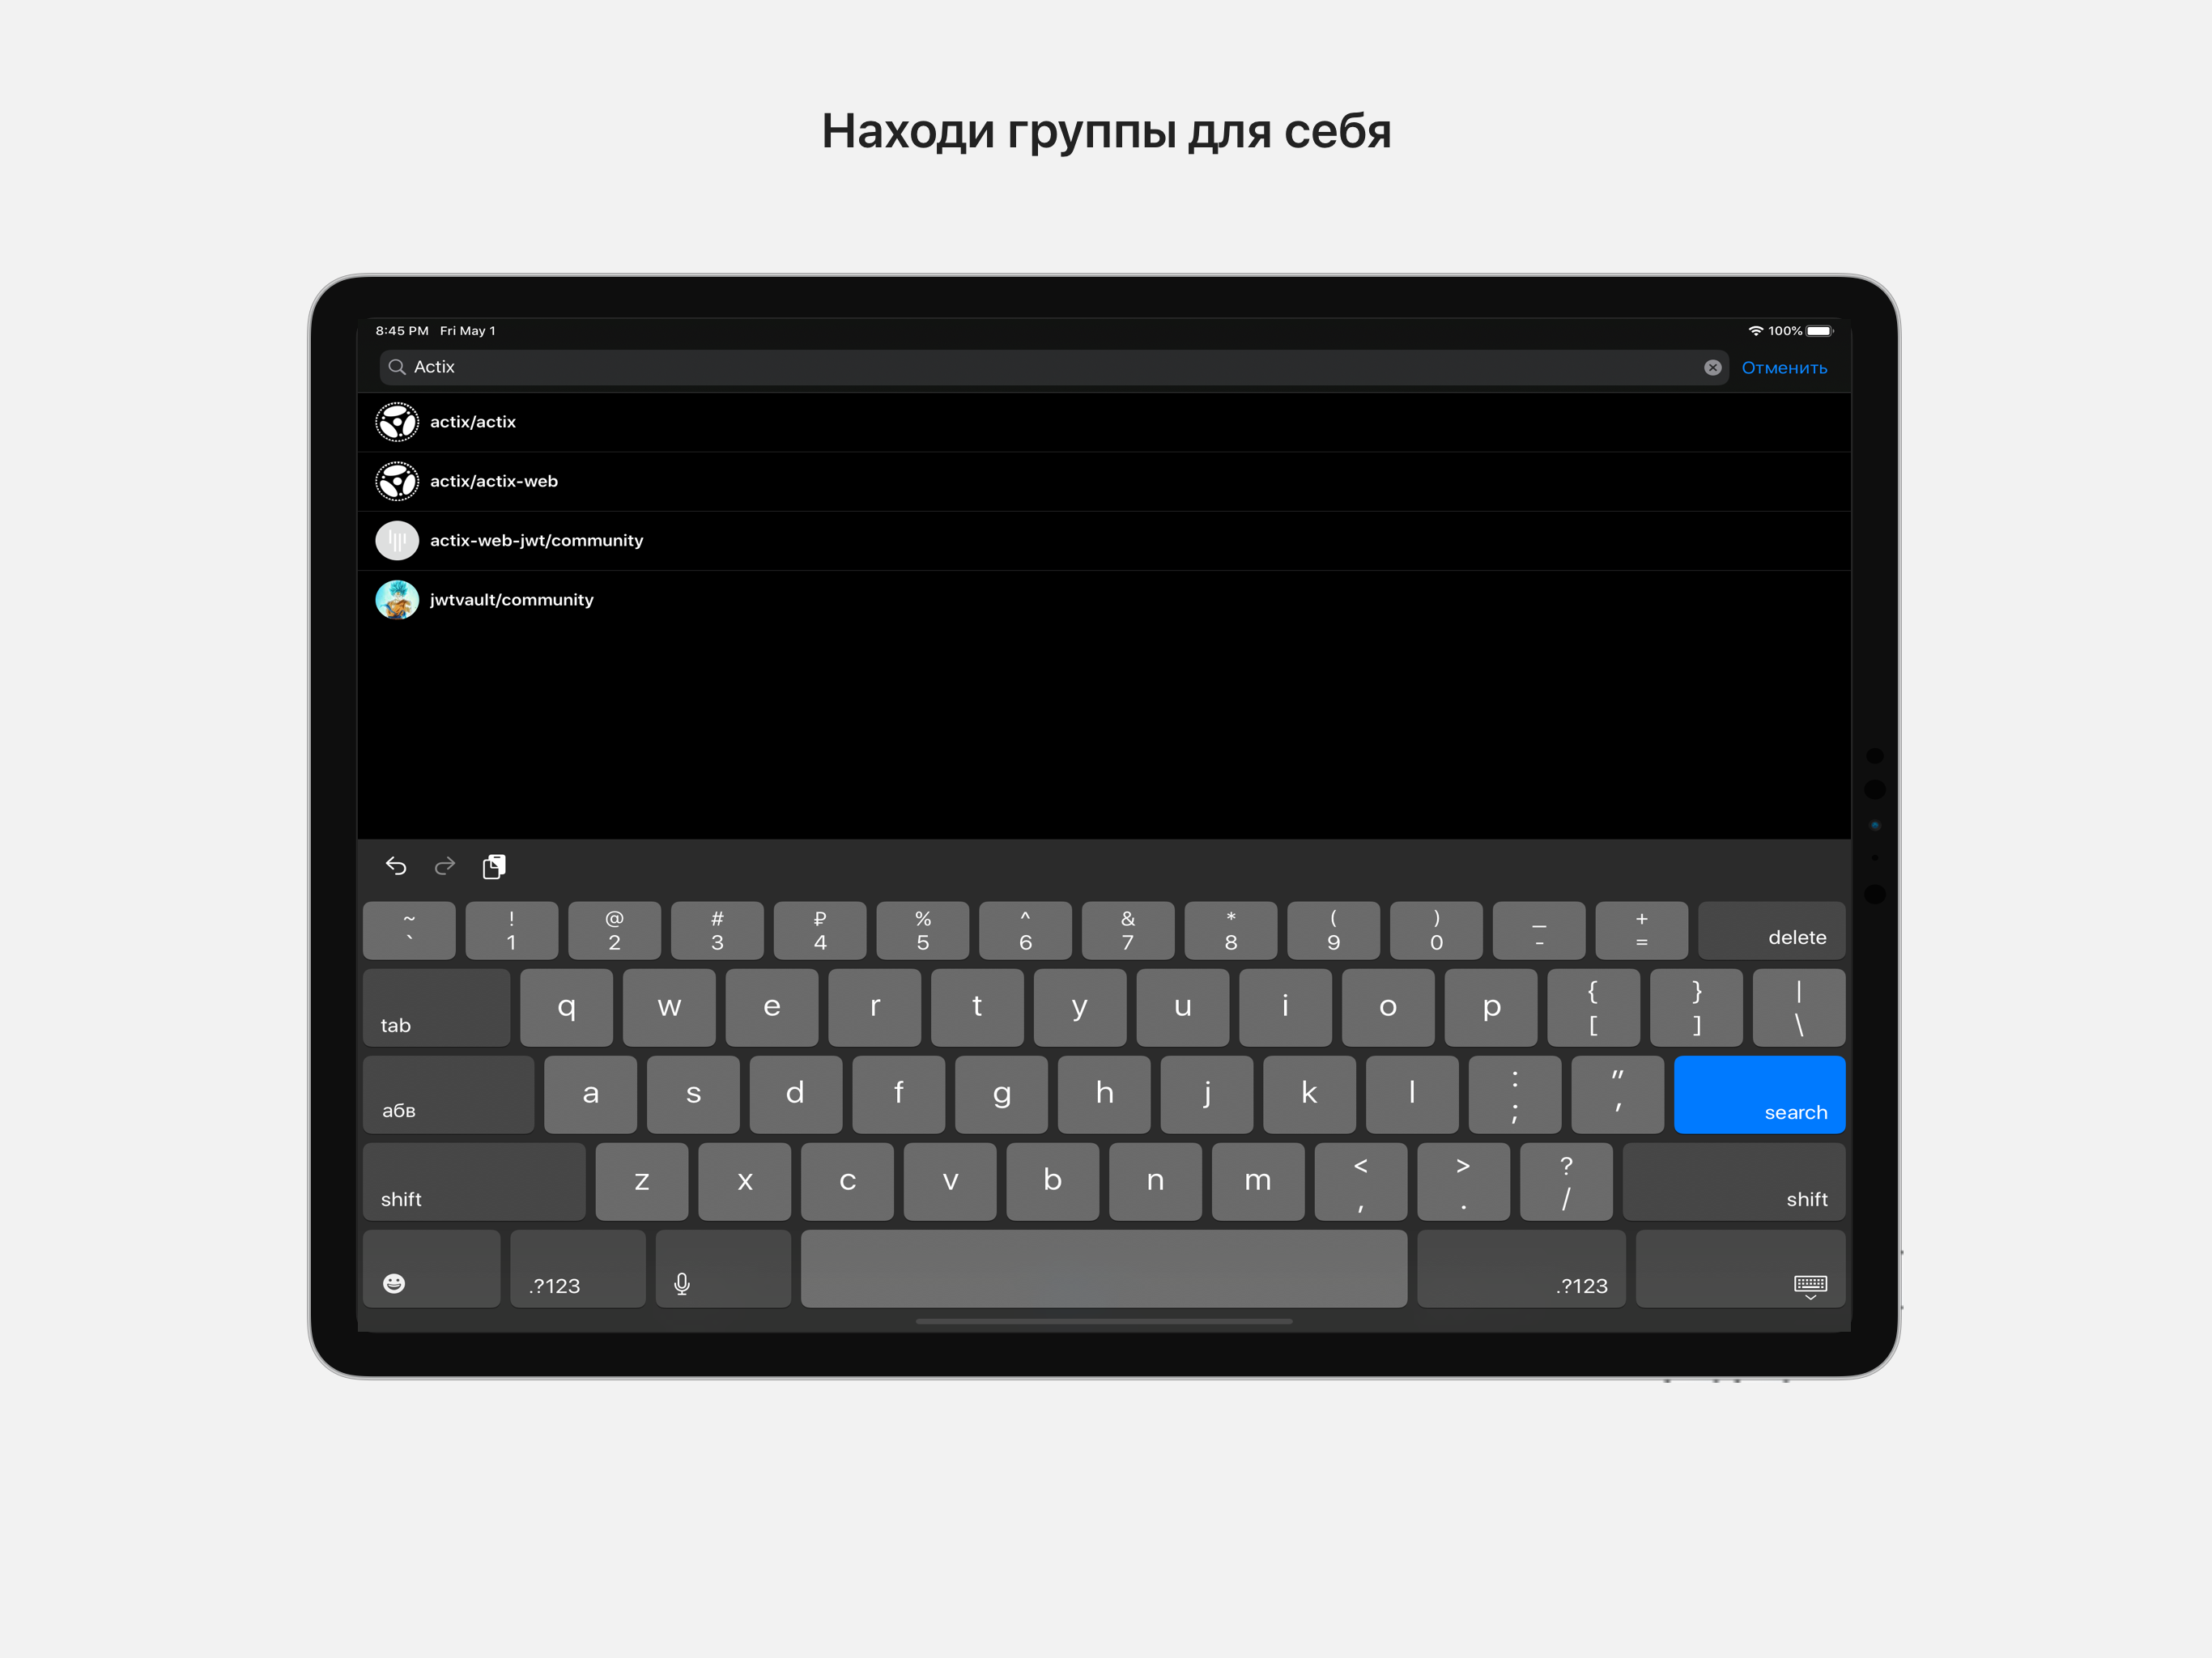 Находи группы для себя
8:45 PM Fri May 1 100%
Actix Отменить
actix/actix
actix/actix-web
actix-web-jwt/community
jwtvault/community
~ ! @ # ₽ % ^ & * ( ) _ +
` 1 2 3 4 5 6 7 8 9 0 - = delete
tab q w e r t y u i o p { [ } ] | \
абв a s d f g h j k l : ; " ' search
shift z x c v b n m < , > . ? / shift
.?123 .?123